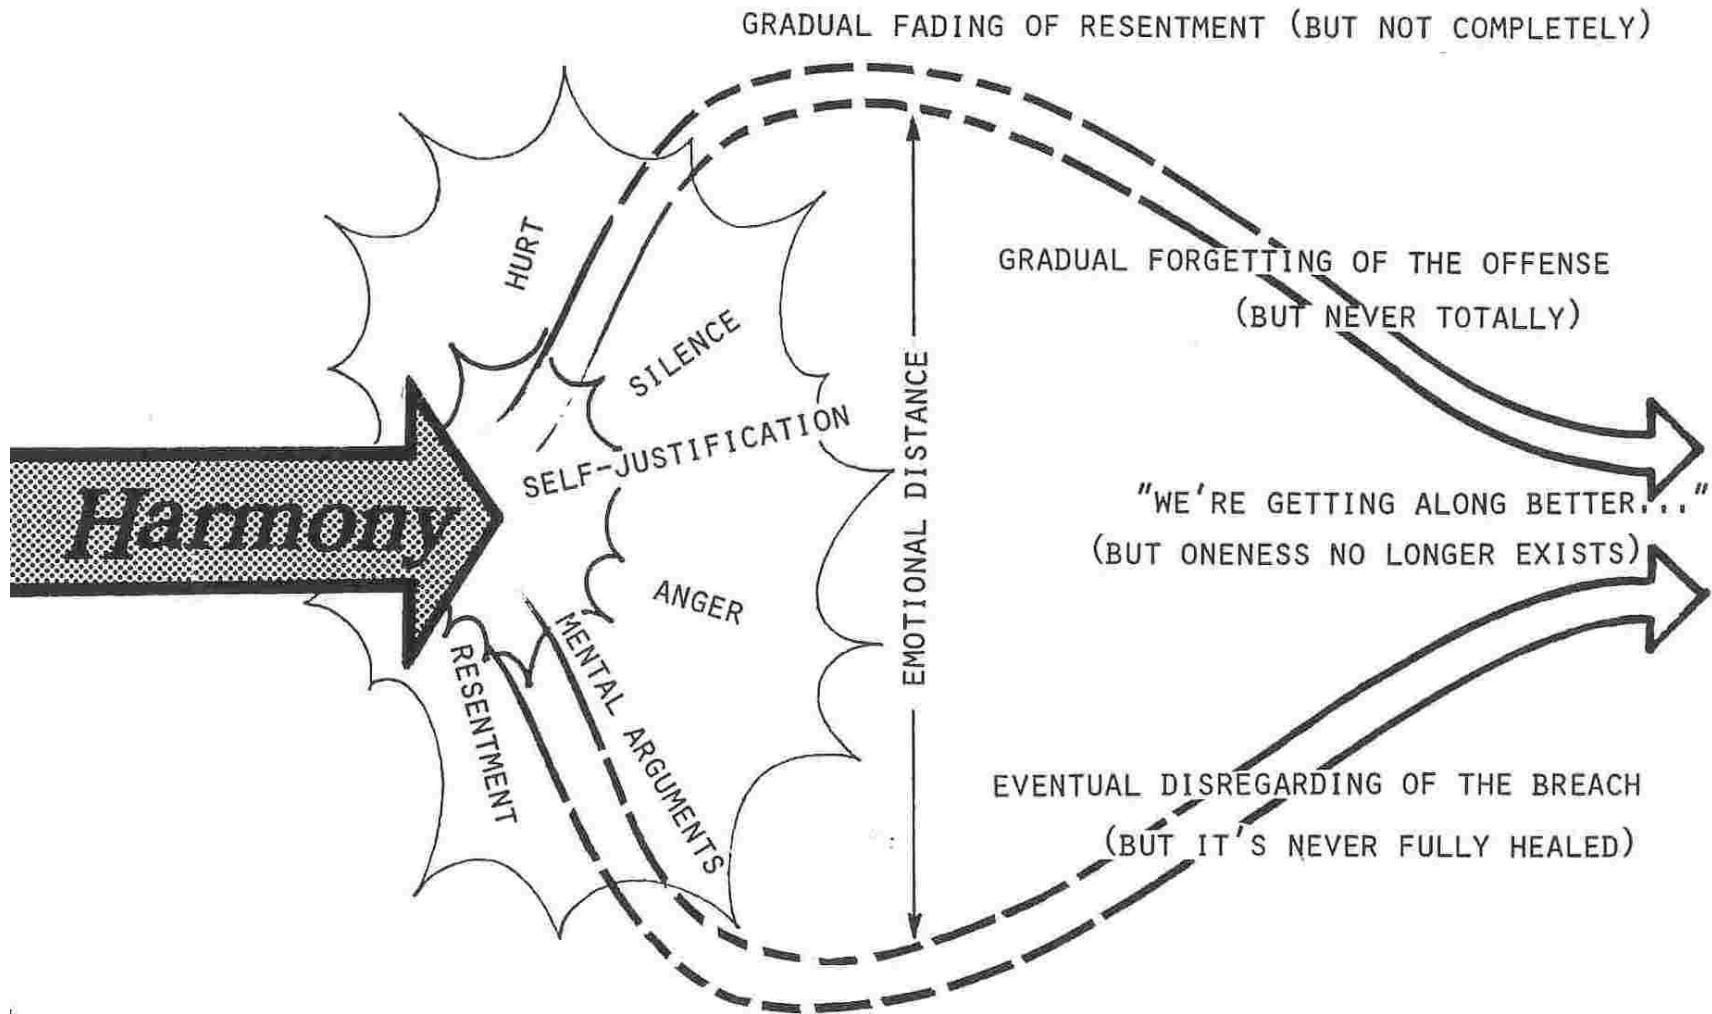 GRADUAL FADING OF RESENTMENT (BUT NOT COMPLETELY)
HURT
GRADUAL FORGETTING OF THE OFFENSE
(BUT NEVER TOTALLY)
SILENCE
SELF-JUSTIFICATION
EMOTIONAL DISTANCE
Harmony
"WE'RE GETTING ALONG BETTER..."
(BUT ONENESS NO LONGER EXISTS)
ANGER
MENTAL ARGUMENTS
RESENTMENT
EVENTUAL DISREGARDING OF THE BREACH
(BUT IT'S NEVER FULLY HEALED)